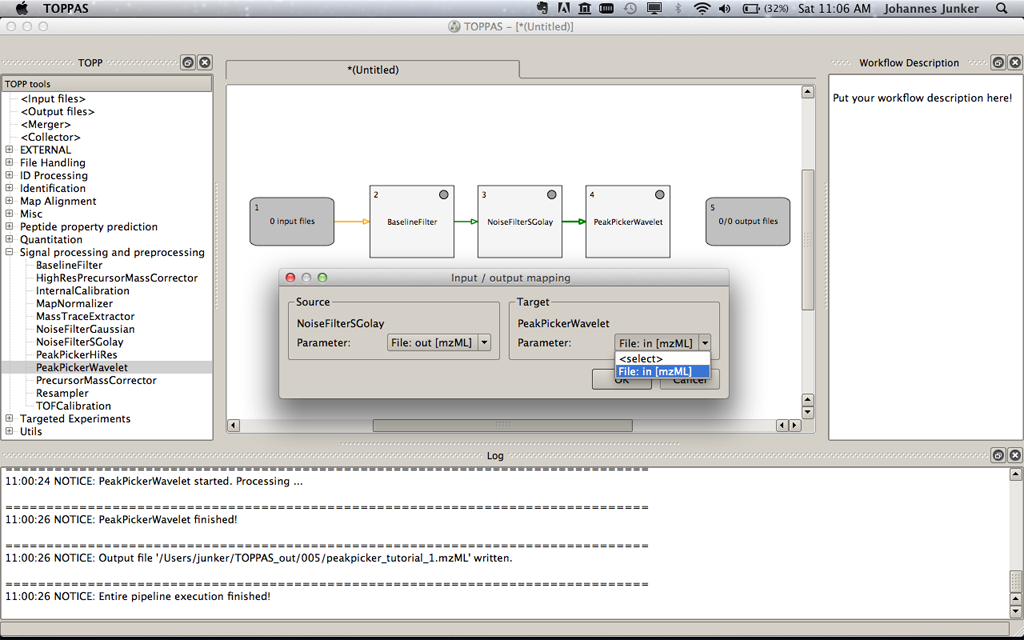 TOPPAS
(32%) Sat 11:06 AM Johannes Junker
TOPPAS – [*(Untitled)]
TOPP
TOPP tools
<Input files>
<Output files>
<Merger>
<Collector>
EXTERNAL
File Handling
ID Processing
Identification
Map Alignment
Misc
Peptide property prediction
Quantation
Signal processing and preprocessing
BaselineFilter
HighResPrecursorMassCorrector
InternalCalibration
MapNormalizer
MassTraceExtractor
NoiseFilterGaussian
NoiseFilterSGolay
PeakPickerHiRes
PeakPickerWavelet
PrecursorMassCorrector
Resampler
TOFCalibration
Targeted Experiments
Utils
*(Untitled)
1
0 input files
2
BaselineFilter
3
NoiseFilterSGolay
4
PeakPickerWavelet
5
0/0 output files
Input / output mapping
Source
NoiseFilterSGolay
Parameter: File: out [mzML]
Target
PeakPickerWavelet
Parameter: File: in [mzML]
<select>
File: in [mzML]
OK Cancel
Workflow Description
Put your workflow description here!
Log
==============================================================================
11:00:24 NOTICE: PeakPickerWavelet started. Processing ...
==============================================================================
11:00:26 NOTICE: PeakPickerWavelet finished!
==============================================================================
11:00:26 NOTICE: Output file '/Users/junker/TOPPAS_out/005/peakpicker_tutorial_1.mzML' written.
==============================================================================
11:00:26 NOTICE: Entire pipeline execution finished!